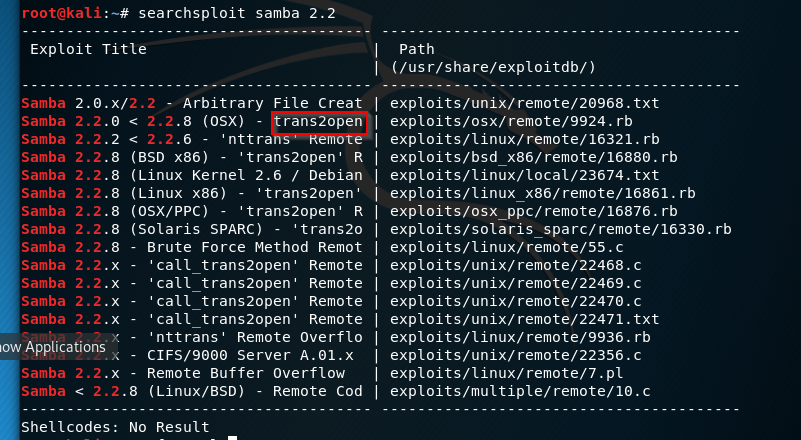 root@kali:~# searchsploit samba 2.2
--------------------------------------- ----------------------------------------
 Exploit Title                         |  Path
                                       | (/usr/share/exploitdb/)
--------------------------------------- ----------------------------------------
Samba 2.0.x/2.2 - Arbitrary File Creat | exploits/unix/remote/20968.txt
Samba 2.2.0 < 2.2.8 (OSX) - trans2open | exploits/osx/remote/9924.rb
Samba 2.2.2 < 2.2.6 - 'nttrans' Remote | exploits/linux/remote/16321.rb
Samba 2.2.8 (BSD x86) - 'trans2open' R | exploits/bsd_x86/remote/16880.rb
Samba 2.2.8 (Linux Kernel 2.6 / Debian | exploits/linux/local/23674.txt
Samba 2.2.8 (Linux x86) - 'trans2open' | exploits/linux_x86/remote/16861.rb
Samba 2.2.8 (OSX/PPC) - 'trans2open' R | exploits/osx_ppc/remote/16876.rb
Samba 2.2.8 (Solaris SPARC) - 'trans2o | exploits/solaris_sparc/remote/16330.rb
Samba 2.2.8 - Brute Force Method Remot | exploits/linux/remote/55.c
Samba 2.2.x - 'call_trans2open' Remote | exploits/unix/remote/22468.c
Samba 2.2.x - 'call_trans2open' Remote | exploits/unix/remote/22469.c
Samba 2.2.x - 'call_trans2open' Remote | exploits/unix/remote/22470.c
Samba 2.2.x - 'call_trans2open' Remote | exploits/unix/remote/22471.txt
Samba 2.2.x - 'nttrans' Remote Overflo | exploits/linux/remote/9936.rb
now Applications
Samba 2.2.x - CIFS/9000 Server A.01.x  | exploits/unix/remote/22356.c
Samba 2.2.x - Remote Buffer Overflow   | exploits/linux/remote/7.pl
Samba < 2.2.8 (Linux/BSD) - Remote Cod | exploits/multiple/remote/10.c
--------------------------------------- ----------------------------------------
Shellcodes: No Result